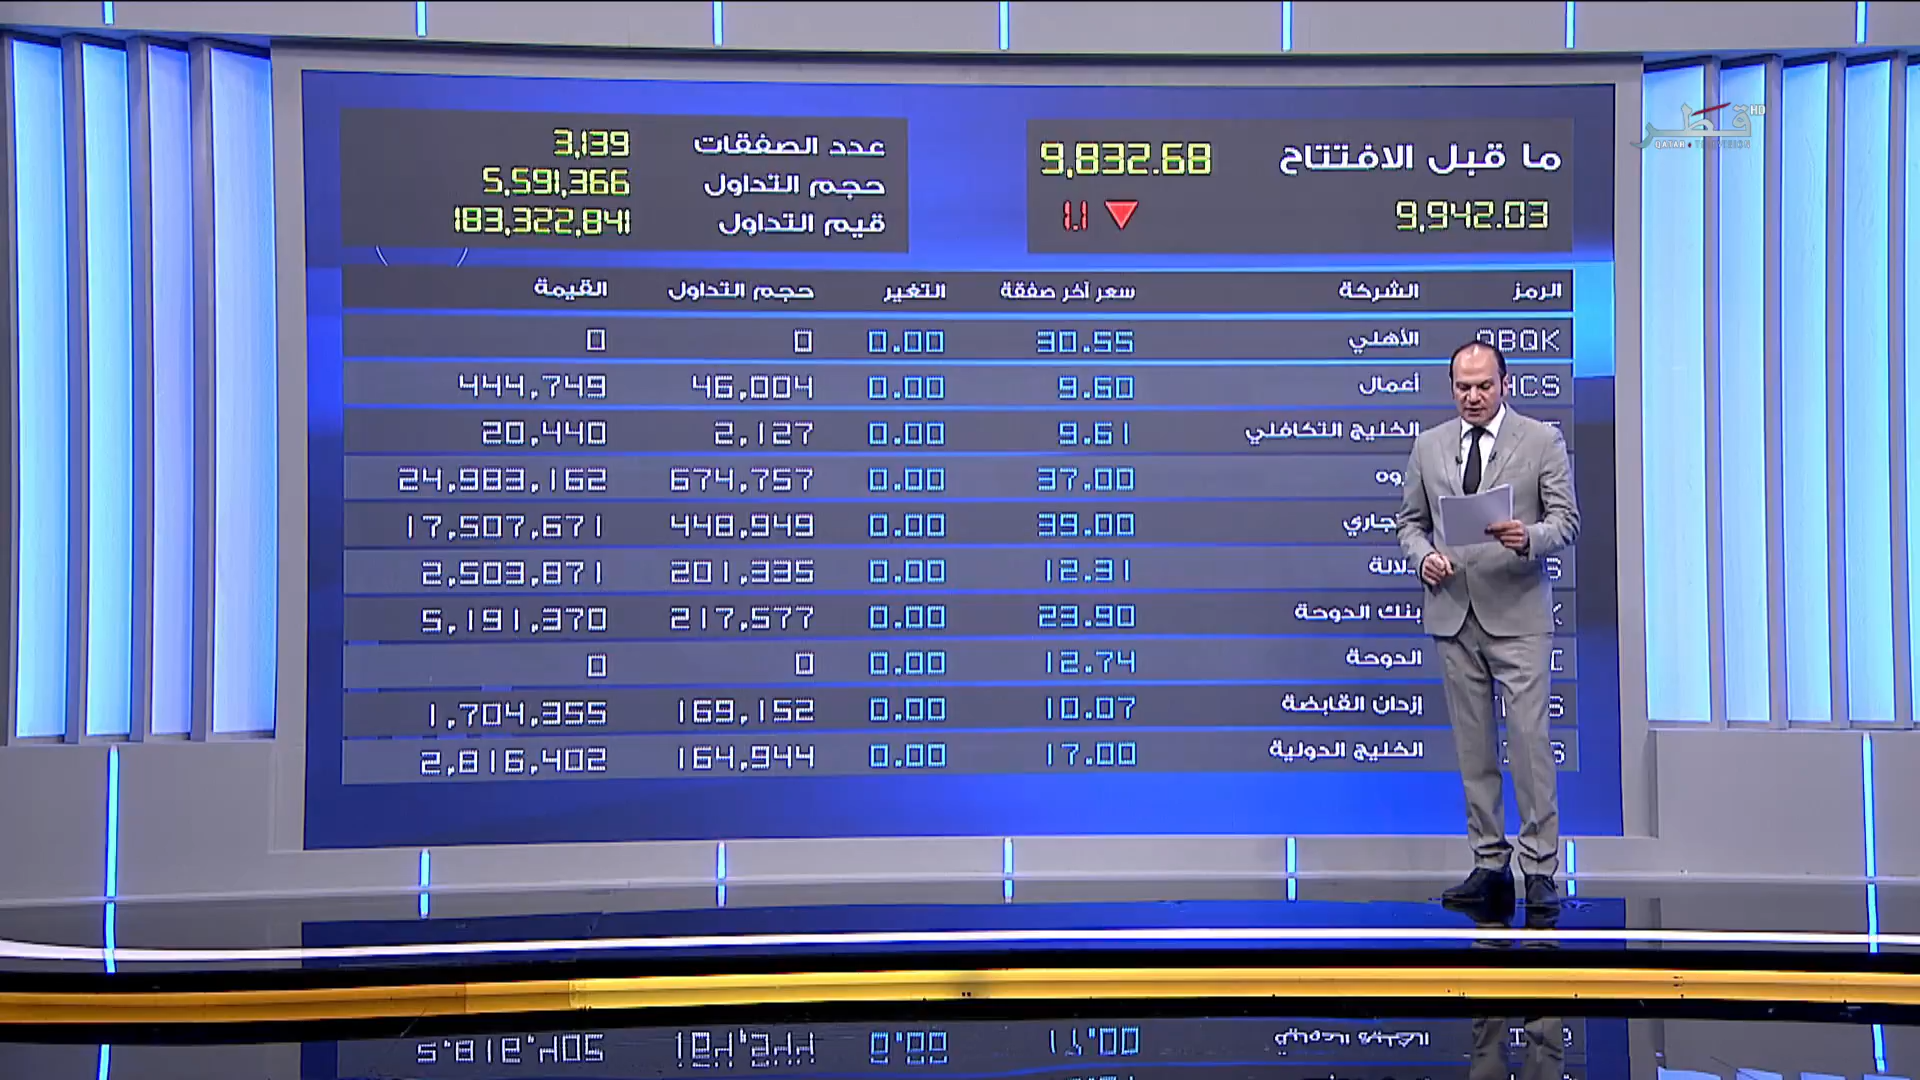 قطر HD
QATAR TELEVISION
ما قبل الافتتاح 9,832.68
9,942.03 ▼ 1.1
عدد الصفقات 3,139
حجم التداول 5,591,366
قيم التداول 183,322,841
الرمز الشركة سعر آخر صفقة التغير حجم التداول القيمة
QBQK الأهلي 30.55 0.00 0 0
أعمال 9.60 0.00 46,004 444,749
الخليج التكافلي 9.61 0.00 2,127 20,440
37.00 0.00 674,757 24,983,162
39.00 0.00 448,949 17,507,671
12.31 0.00 201,335 2,503,871
بنك الدوحة 23.90 0.00 217,577 5,191,370
الدوحة 12.74 0.00 0 0
إزدان القابضة 10.07 0.00 169,152 1,704,355
الخليج الدولية 17.00 0.00 164,944 2,816,402